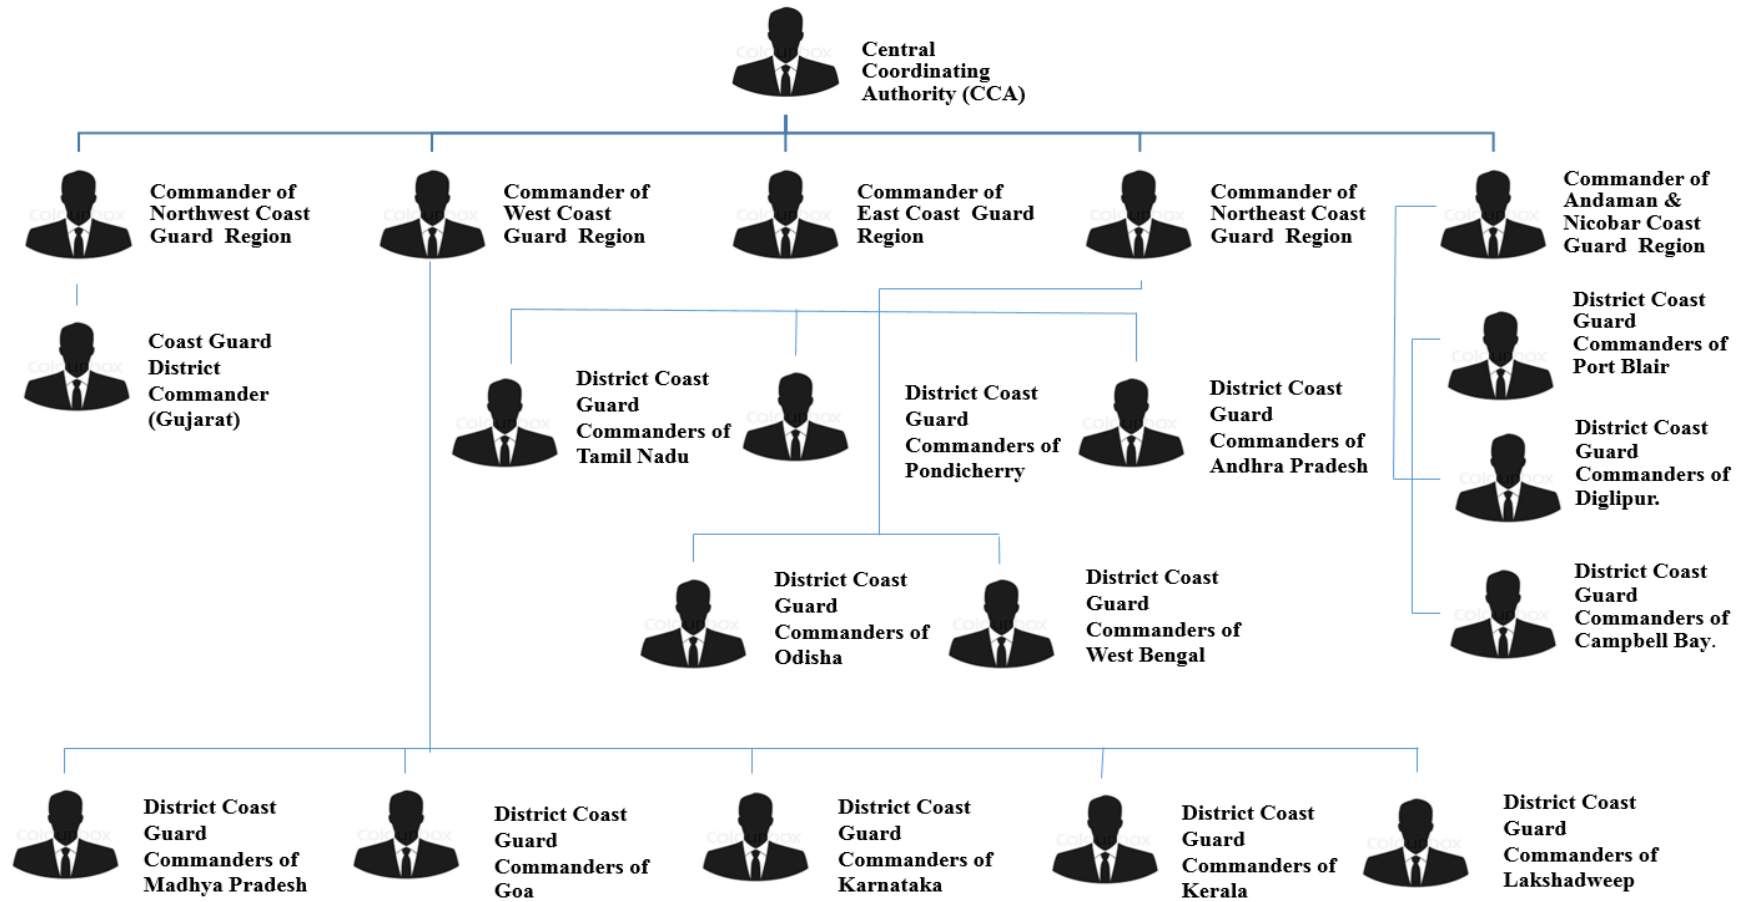 Central
Coordinating
Authority (CCA)
Commander of
Northwest Coast
Guard Region
Commander of
West Coast
Guard Region
Commander of
East Coast Guard
Region
Commander of
Northeast Coast
Guard Region
Commander of
Andaman &
Nicobar Coast
Guard Region
Coast Guard
District
Commander
(Gujarat)
District Coast
Guard
Commanders of
Tamil Nadu
District Coast
Guard
Commanders of
Pondicherry
District Coast
Guard
Commanders of
Andhra Pradesh
District Coast
Guard
Commanders of
Port Blair
District Coast
Guard
Commanders of
Diglipur.
District Coast
Guard
Commanders of
Odisha
District Coast
Guard
Commanders of
West Bengal
District Coast
Guard
Commanders of
Campbell Bay.
District Coast
Guard
Commanders of
Madhya Pradesh
District Coast
Guard
Commanders of
Goa
District Coast
Guard
Commanders of
Karnataka
District Coast
Guard
Commanders of
Kerala
District Coast
Guard
Commanders of
Lakshadweep